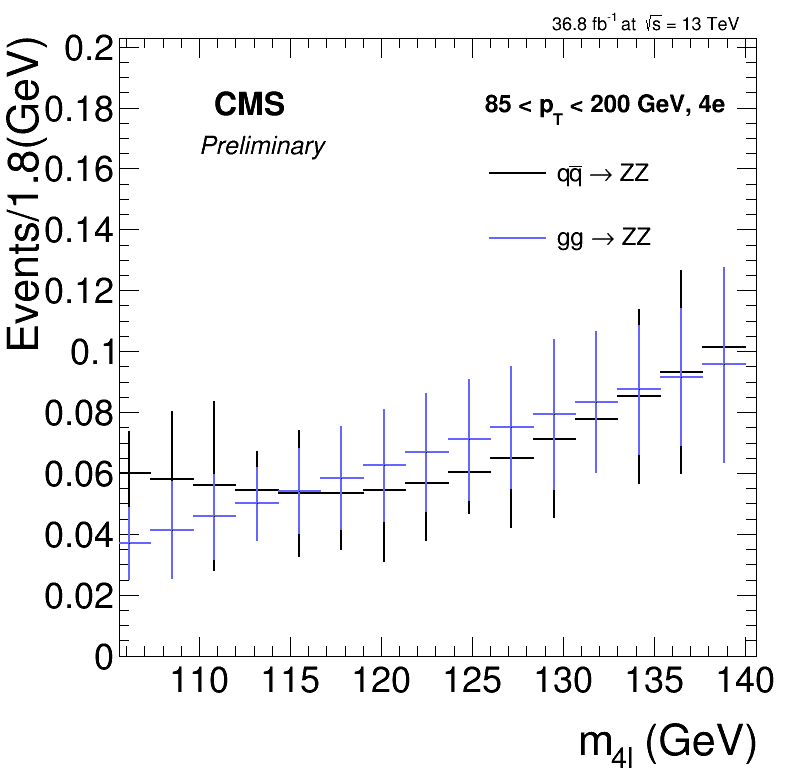 36.8 fb⁻¹ at √s = 13 TeV
Events/1.8(GeV)
0.2
0.18
0.16
0.14
0.12
0.1
0.08
0.06
0.04
0.02
0
CMS
Preliminary
85 < p_T < 200 GeV, 4e
qq̅ → ZZ
gg → ZZ
110 115 120 125 130 135 140
m_4l (GeV)